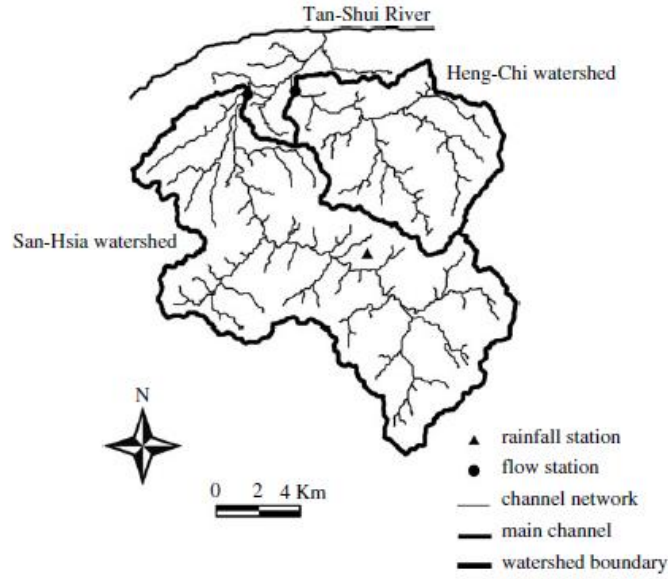 Tan-Shui River
Heng-Chi watershed
San-Hsia watershed
N
0 2 4 Km
rainfall station
flow station
channel network
main channel
watershed boundary